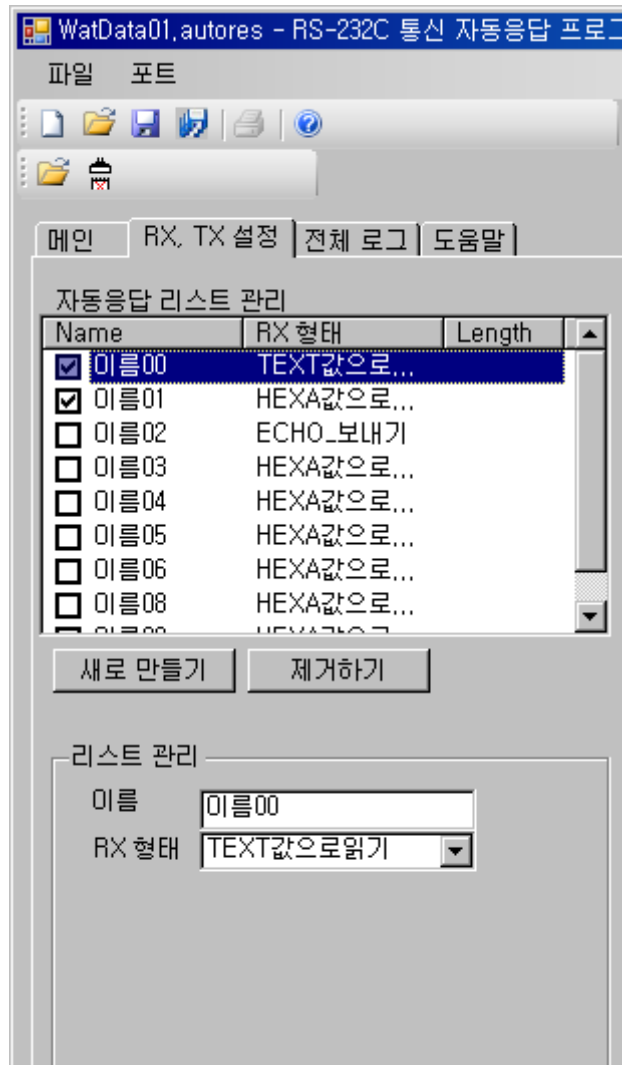 WatData01.autores - RS-232C 통신 자동응답 프로그
파일 포트
메인 RX, TX 설정 전체 로그 도움말
자동응답 리스트 관리
Name RX 형태 Length
이름00 TEXT값으로...
이름01 HEXA값으로...
이름02 ECHO_보내기
이름03 HEXA값으로...
이름04 HEXA값으로...
이름05 HEXA값으로...
이름06 HEXA값으로...
이름08 HEXA값으로...
새로 만들기 제거하기
리스트 관리
이름 이름00
RX 형태 TEXT값으로읽기